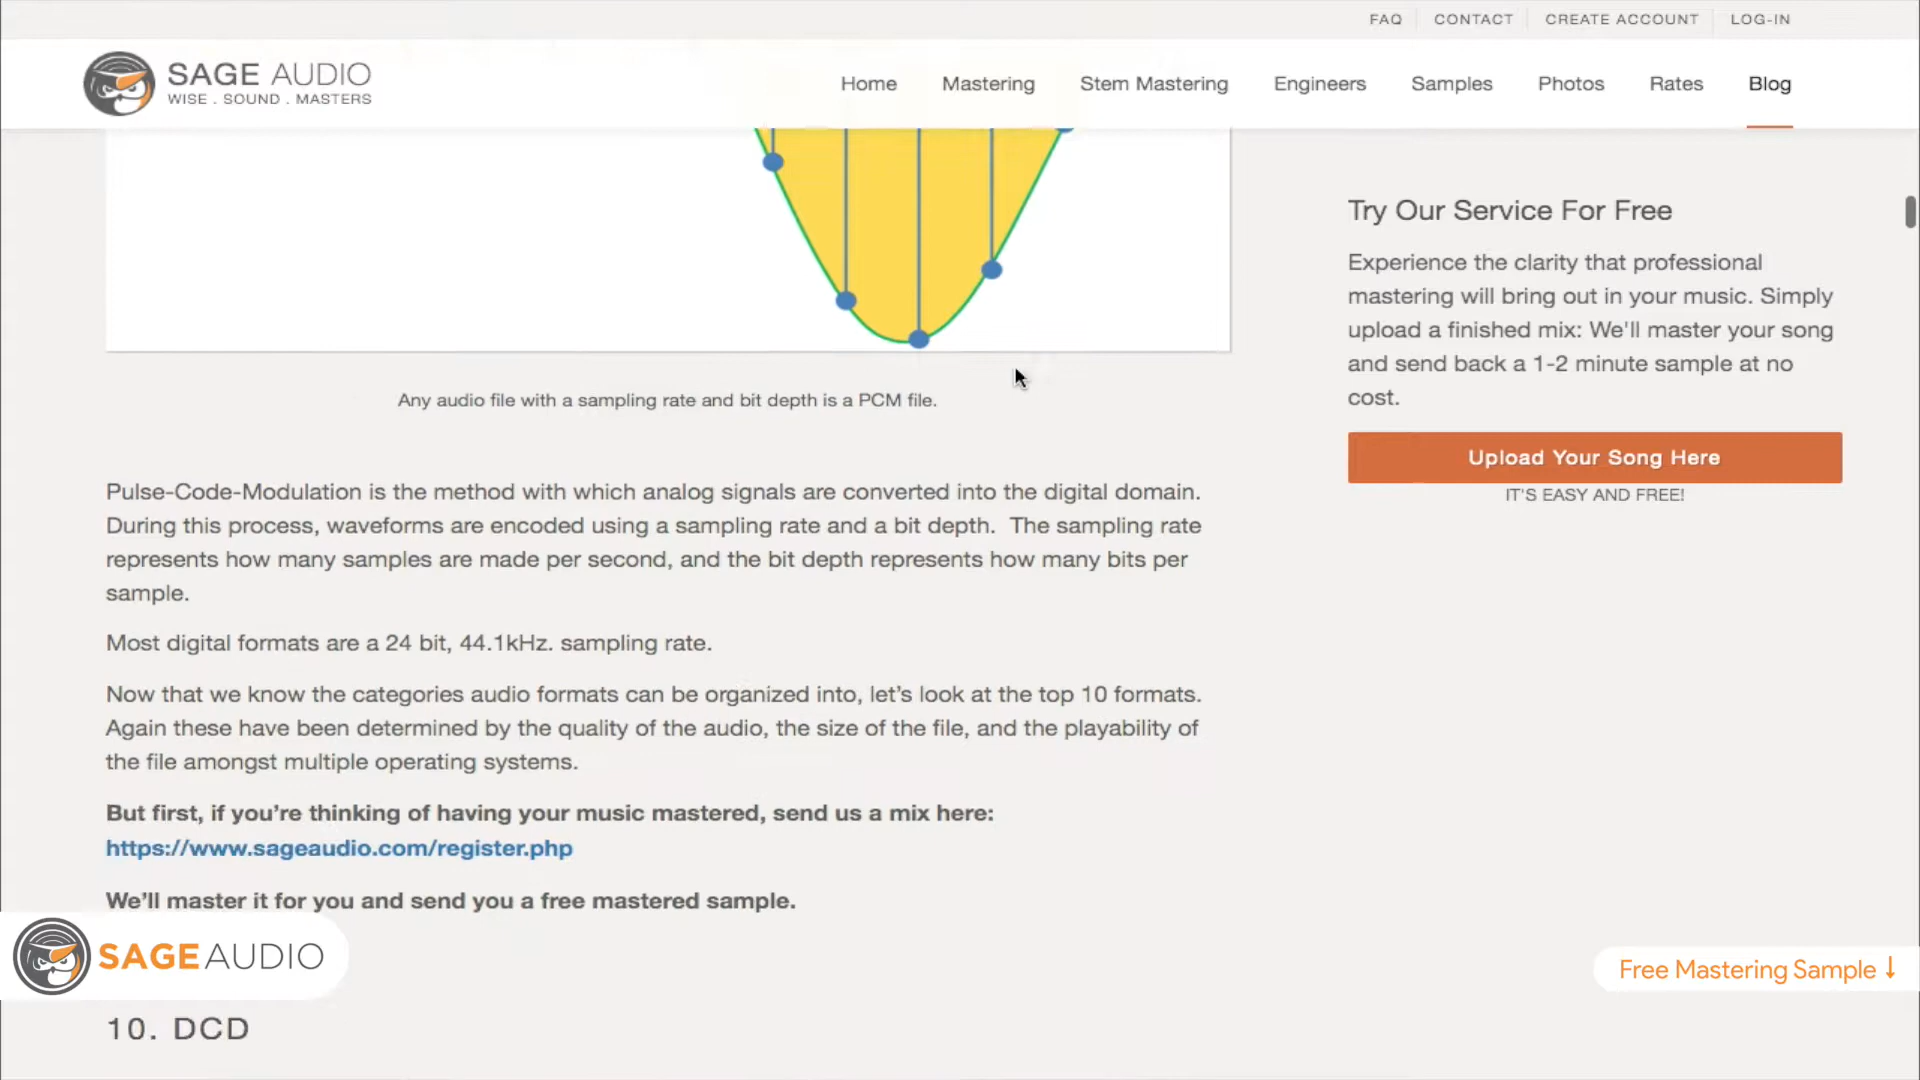 FAQ
CONTACT
CREATE ACCOUNT
LOG-IN
SAGE AUDIO
WISE . SOUND . MASTERS
Home
Mastering
Stem Mastering
Engineers
Samples
Photos
Rates
Blog
Any audio file with a sampling rate and bit depth is a PCM file.
Pulse-Code-Modulation is the method with which analog signals are converted into the digital domain.
During this process, waveforms are encoded using a sampling rate and a bit depth.  The sampling rate
represents how many samples are made per second, and the bit depth represents how many bits per
sample.
Most digital formats are a 24 bit, 44.1kHz. sampling rate.
Now that we know the categories audio formats can be organized into, let’s look at the top 10 formats.
Again these have been determined by the quality of the audio, the size of the file, and the playability of
the file amongst multiple operating systems.
But first, if you’re thinking of having your music mastered, send us a mix here:
https://www.sageaudio.com/register.php
We’ll master it for you and send you a free mastered sample.
10. DCD
Try Our Service For Free
Experience the clarity that professional
mastering will bring out in your music. Simply
upload a finished mix: We'll master your song
and send back a 1-2 minute sample at no
cost.
Upload Your Song Here
IT'S EASY AND FREE!
SAGE AUDIO
Free Mastering Sample ↓